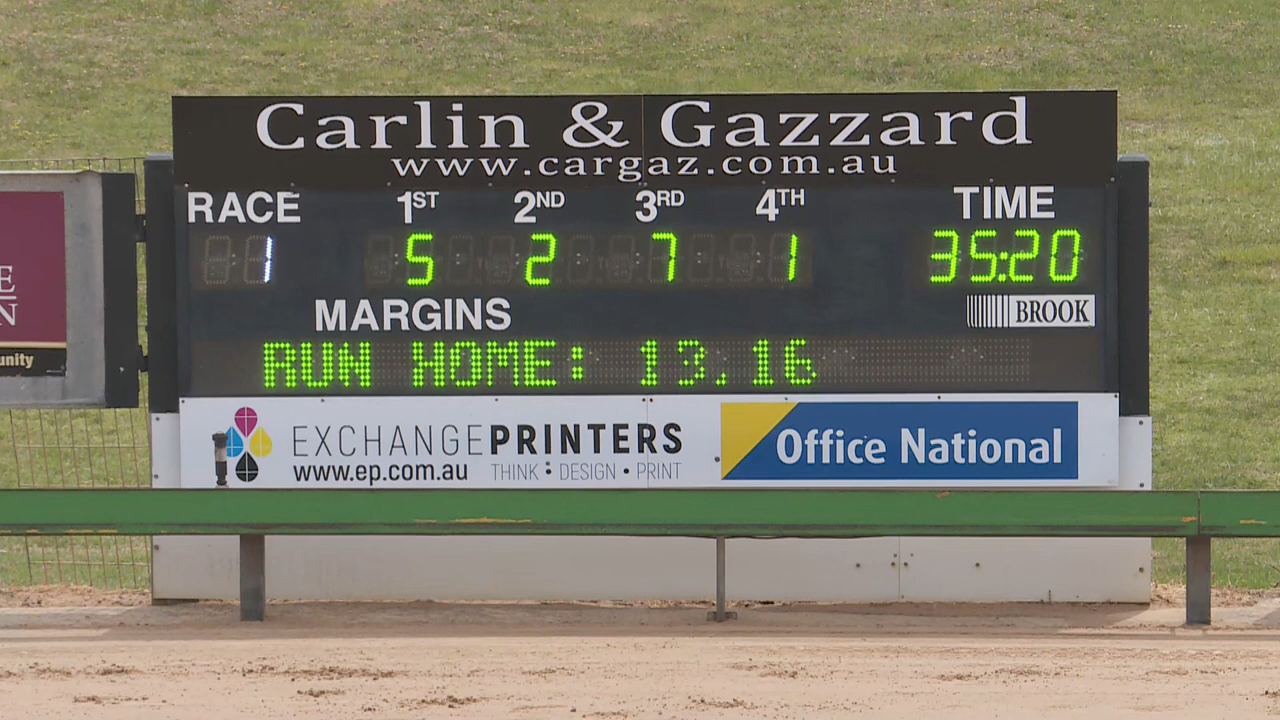 Carlin & Gazzard
www.cargaz.com.au
RACE 1ST 2ND 3RD 4TH TIME
1 5 2 7 1 35:20
MARGINS BROOK
RUN HOME: 13.16
EXCHANGEPRINTERS
www.ep.com.au THINK • DESIGN • PRINT
Office National
E
N
unity